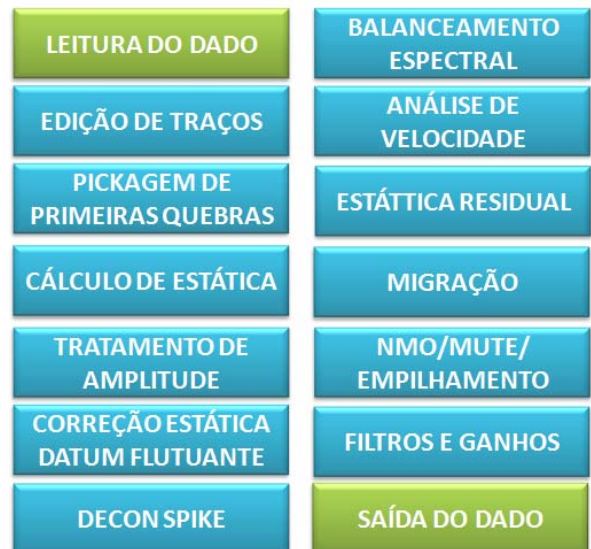 LEITURA DO DADO
EDIÇÃO DE TRAÇOS
PICKAGEM DE
PRIMEIRAS QUEBRAS
CÁLCULO DE ESTÁTICA
TRATAMENTO DE
AMPLITUDE
CORREÇÃO ESTÁTICA
DATUM FLUTUANTE
DECON SPIKE
BALANCEAMENTO
ESPECTRAL
ANÁLISE DE
VELOCIDADE
ESTÁTTICA RESIDUAL
MIGRAÇÃO
NMO/MUTE/
EMPILHAMENTO
FILTROS E GANHOS
SAÍDA DO DADO